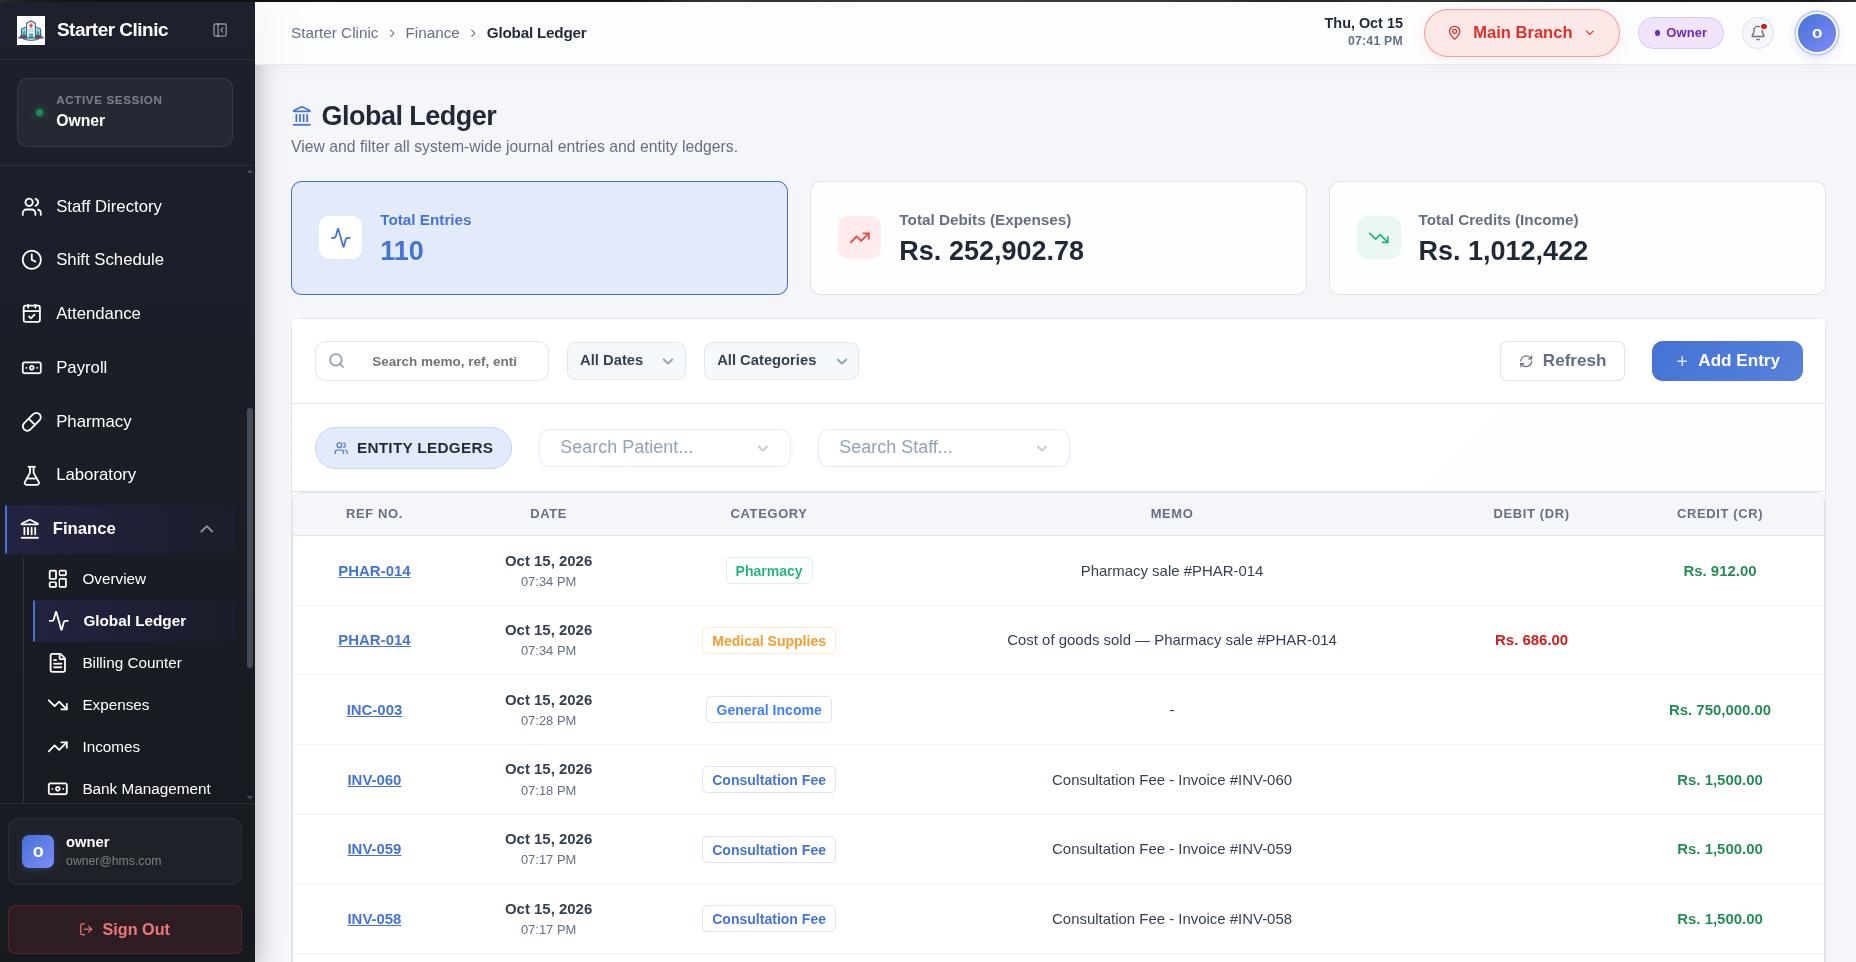 Starter Clinic
ACTIVE SESSION
Owner
Staff Directory
Shift Schedule
Attendance
Payroll
Pharmacy
Laboratory
Finance
Overview
Global Ledger
Billing Counter
Expenses
Incomes
Bank Management
o
owner
owner@hms.com
Sign Out
Starter Clinic > Finance > Global Ledger
Thu, Oct 15
07:41 PM
Main Branch
Owner
o
Global Ledger
View and filter all system-wide journal entries and entity ledgers.
Total Entries
110
Total Debits (Expenses)
Rs. 252,902.78
Total Credits (Income)
Rs. 1,012,422
Search memo, ref, enti
All Dates
All Categories
Refresh
+ Add Entry
ENTITY LEDGERS
Search Patient...
Search Staff...
REF NO. DATE CATEGORY MEMO DEBIT (DR) CREDIT (CR)
PHAR-014 Oct 15, 2026 07:34 PM Pharmacy Pharmacy sale #PHAR-014 Rs. 912.00
PHAR-014 Oct 15, 2026 07:34 PM Medical Supplies Cost of goods sold — Pharmacy sale #PHAR-014 Rs. 686.00
INC-003 Oct 15, 2026 07:28 PM General Income - Rs. 750,000.00
INV-060 Oct 15, 2026 07:18 PM Consultation Fee Consultation Fee - Invoice #INV-060 Rs. 1,500.00
INV-059 Oct 15, 2026 07:17 PM Consultation Fee Consultation Fee - Invoice #INV-059 Rs. 1,500.00
INV-058 Oct 15, 2026 07:17 PM Consultation Fee Consultation Fee - Invoice #INV-058 Rs. 1,500.00